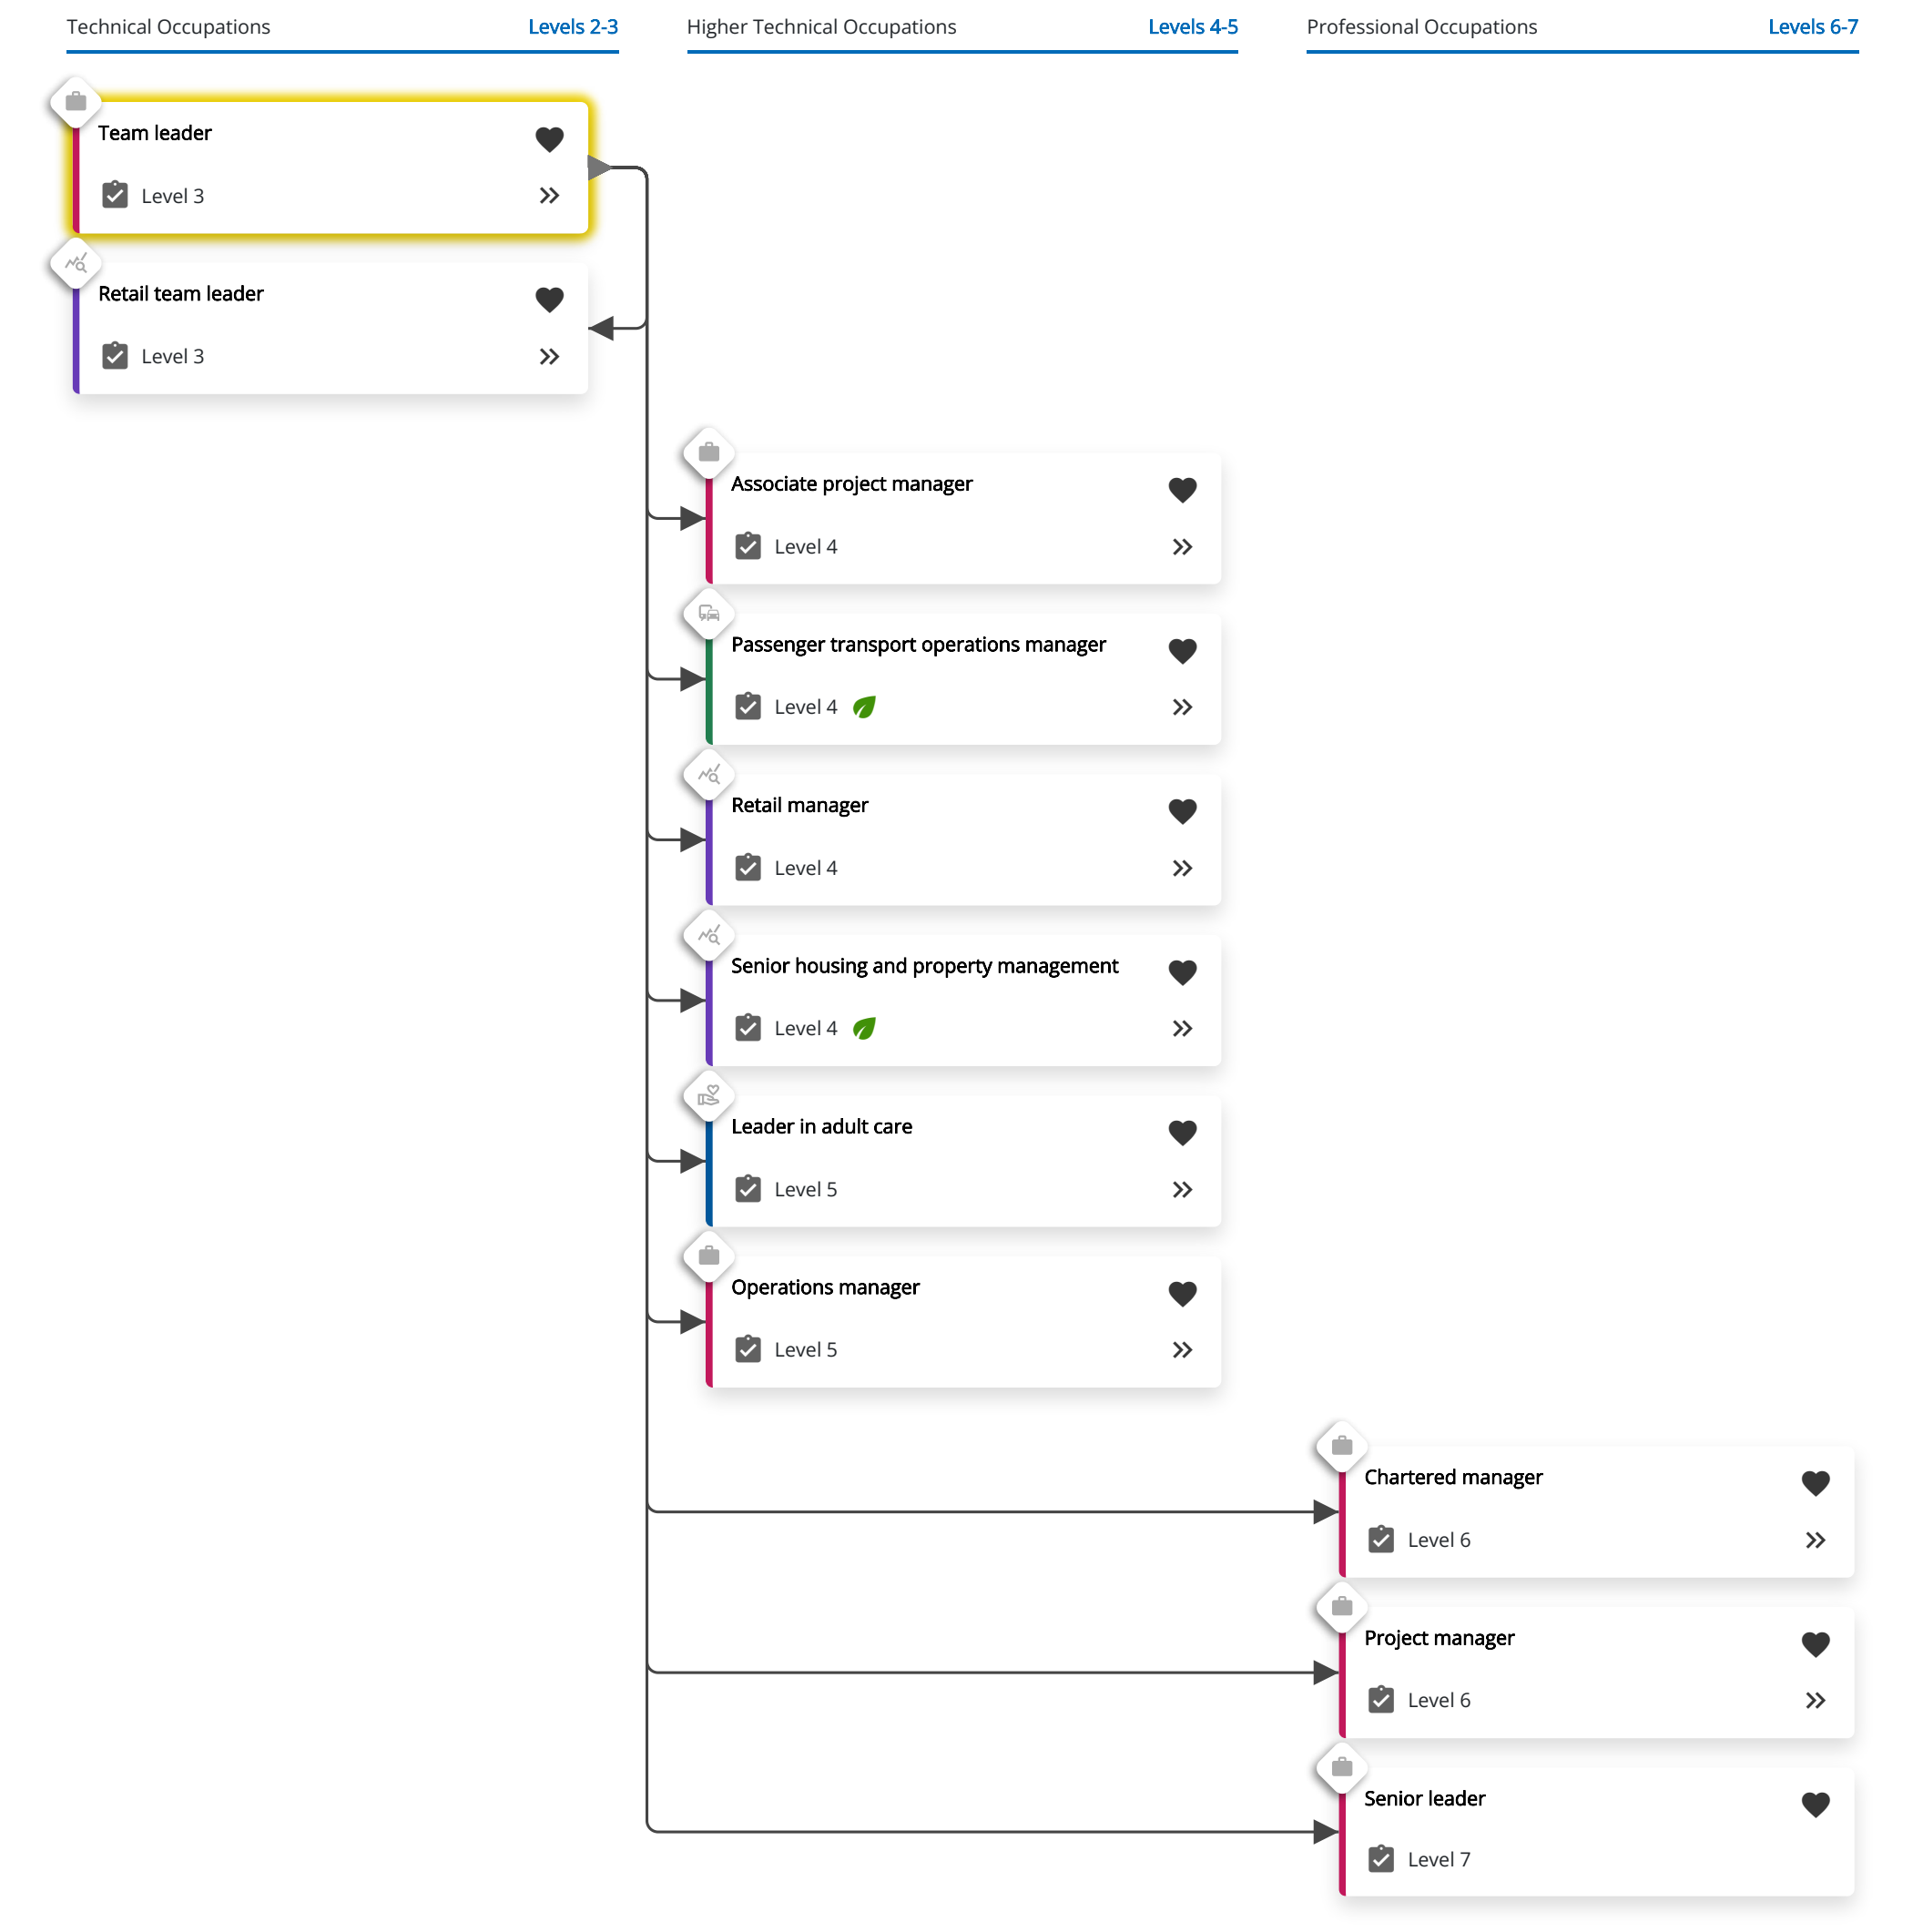 Technical Occupations Levels 2-3
Higher Technical Occupations Levels 4-5
Professional Occupations Levels 6-7
Team leader
Level 3
Retail team leader
Level 3
Associate project manager
Level 4
Passenger transport operations manager
Level 4
Retail manager
Level 4
Senior housing and property management
Level 4
Leader in adult care
Level 5
Operations manager
Level 5
Chartered manager
Level 6
Project manager
Level 6
Senior leader
Level 7